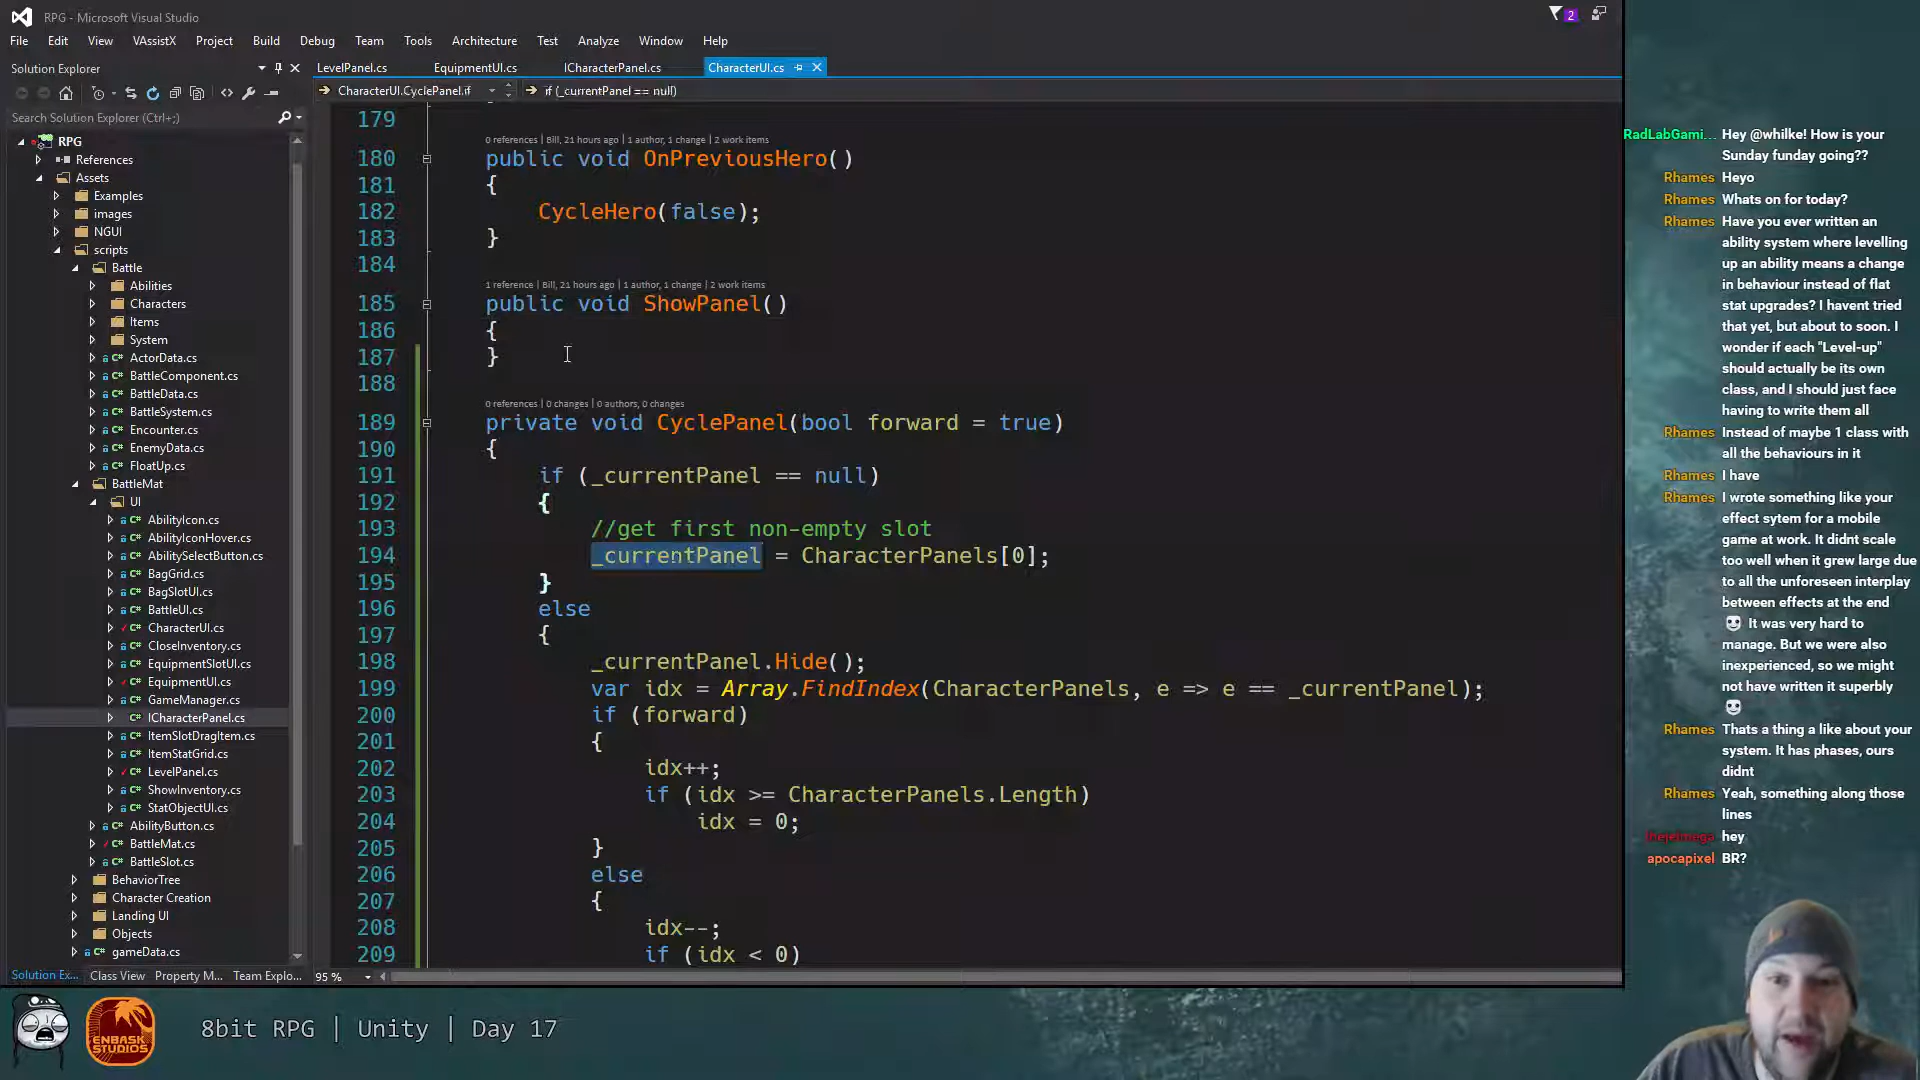 RPG - Microsoft Visual Studio
2
File Edit View VAssistX Project Build Debug Team Tools Architecture Test Analyze Window Help
Solution Explorer
LevelPanel.cs EquipmentUI.cs ICharacterPanel.cs CharacterUI.cs
CharacterUI.CyclePanel.if if (_currentPanel == null)
Search Solution Explorer (Ctrl+;)
RPG
References
Assets
Examples
images
NGUI
scripts
Battle
Abilities
Characters
Items
System
ActorData.cs
BattleComponent.cs
BattleData.cs
BattleSystem.cs
Encounter.cs
EnemyData.cs
FloatUp.cs
BattleMat
UI
AbilityIcon.cs
AbilityIconHover.cs
AbilitySelectButton.cs
BagGrid.cs
BagSlotUI.cs
BattleUI.cs
CharacterUI.cs
CloseInventory.cs
EquipmentSlotUI.cs
EquipmentUI.cs
GameManager.cs
ICharacterPanel.cs
ItemSlotDragItem.cs
ItemStatGrid.cs
LevelPanel.cs
ShowInventory.cs
StatObjectUI.cs
AbilityButton.cs
BattleMat.cs
BattleSlot.cs
BehaviorTree
Character Creation
Landing UI
Objects
gameData.cs
Solution Ex... Class View Property M... Team Explo...
179
0 references | Bill, 21 hours ago | 1 author, 1 change | 2 work items
180 public void OnPreviousHero()
181 {
182 CycleHero(false);
183 }
184
1 reference | Bill, 21 hours ago | 1 author, 1 change | 2 work items
185 public void ShowPanel()
186 {
187 }
188
0 references | 0 changes | 0 authors, 0 changes
189 private void CyclePanel(bool forward = true)
190 {
191 if (_currentPanel == null)
192 {
193 //get first non-empty slot
194 _currentPanel = CharacterPanels[0];
195 }
196 else
197 {
198 _currentPanel.Hide();
199 var idx = Array.FindIndex(CharacterPanels, e => e == _currentPanel);
200 if (forward)
201 {
202 idx++;
203 if (idx >= CharacterPanels.Length)
204 idx = 0;
205 }
206 else
207 {
208 idx--;
209 if (idx < 0)
95 %
RadLabGami... Hey @whilke! How is your
Sunday funday going??
Rhames Heyo
Rhames Whats on for today?
Rhames Have you ever written an
ability system where levelling
up an ability means a change
in behaviour instead of flat
stat upgrades? I havent tried
that yet, but about to soon. I
wonder if each "Level-up"
should actually be its own
class, and I should just face
having to write them all
Rhames Instead of maybe 1 class with
all the behaviours in it
Rhames I have
Rhames I wrote something like your
effect sytem for a mobile
game at work. It didnt scale
too well when it grew large due
to all the unforeseen interplay
between effects at the end
It was very hard to
manage. But we were also
inexperienced, so we might
not have written it superbly
Rhames Thats a thing a like about your
system. It has phases, ours
didnt
Rhames Yeah, something along those
lines
hey
apocapixel BR?
ENBASK
STUDIOS
8bit RPG | Unity | Day 17